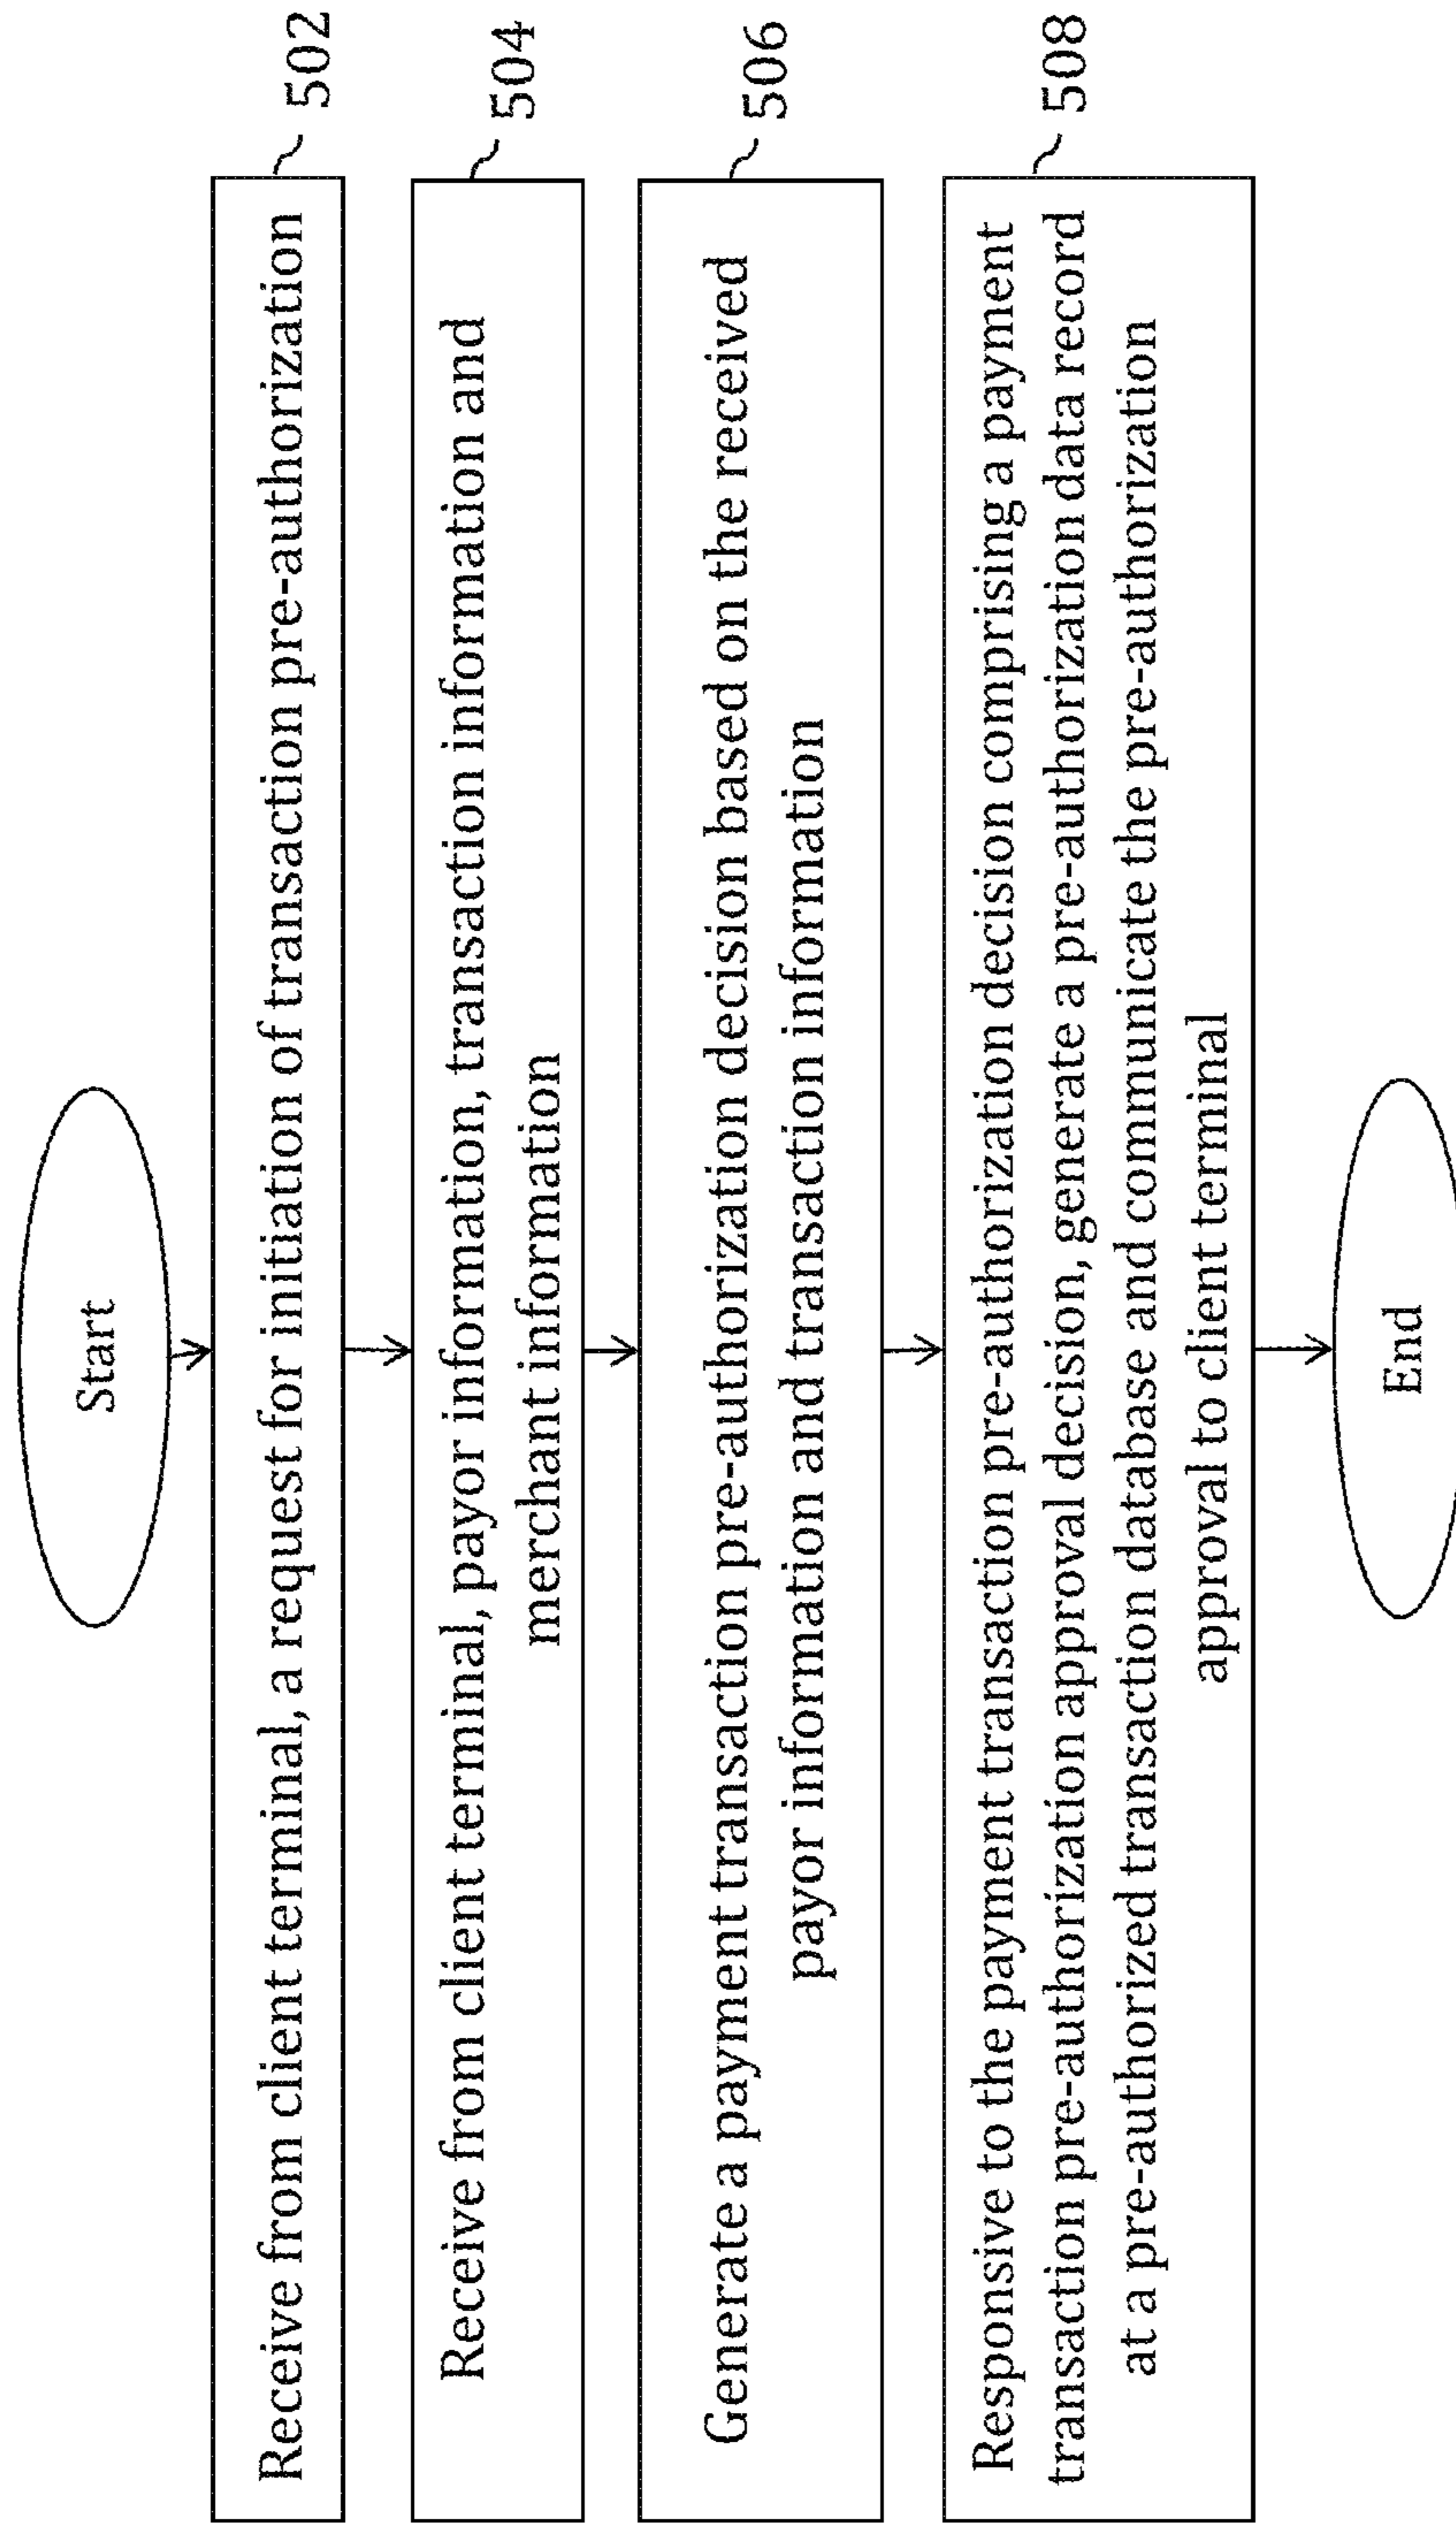 Start
Receive from client terminal, a request for initiation of transaction pre-authorization
502
Receive from client terminal, payor information, transaction information and
merchant information
504
Generate a payment transaction pre-authorization decision based on the received
payor information and transaction information
506
Responsive to the payment transaction pre-authorization decision comprising a payment
transaction pre-authorization approval decision, generate a pre-authorization data record
at a pre-authorized transaction database and communicate the pre-authorization
approval to client terminal
508
End